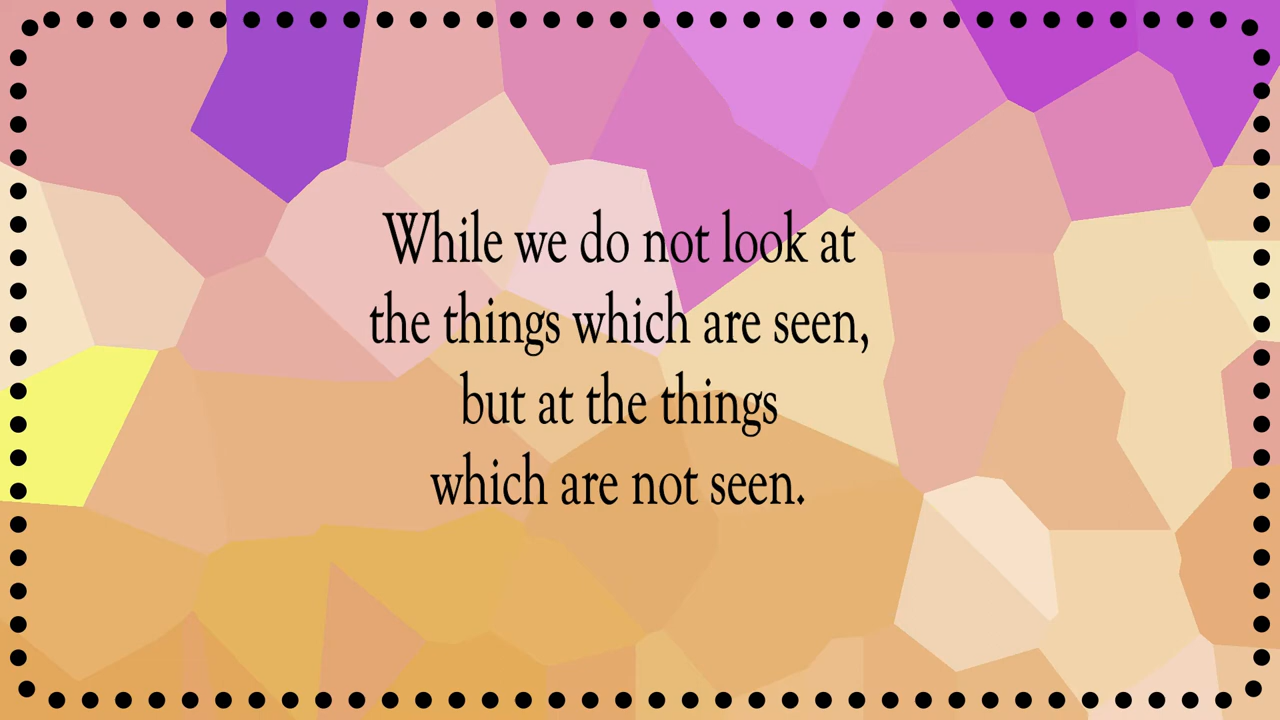 While we do not look at
the things which are seen,
but at the things
which are not seen.